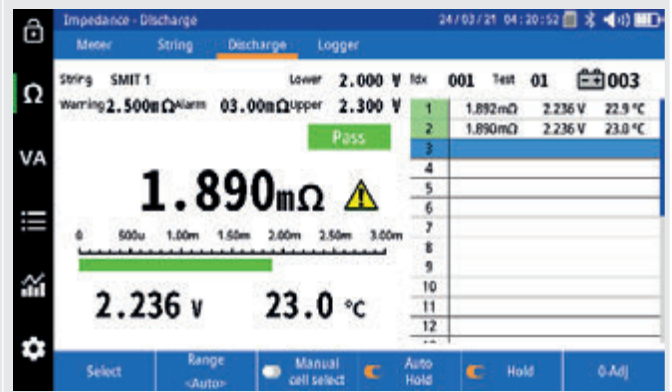 Impedance - Discharge 24/03/21 04:20:52
Meter String Discharge Logger
String SMIT 1 Lower 2.000 V Idx 001 Test 01 003
Warning 2.500mΩ Alarm 03.00mΩ Upper 2.300 V
Pass
1 1.892mΩ 2.236 V 22.9 °C
2 1.890mΩ 2.236 V 23.0 °C
3
4
5
6
7
8
9
10
11
12
Ω
VA
1.890mΩ
0 500u 1.00m 1.50m 2.00m 2.50m 3.00m
2.236 V 23.0 °C
Select
Range
<Auto>
Manual
cell select
Auto
Hold
Hold
0-Adj